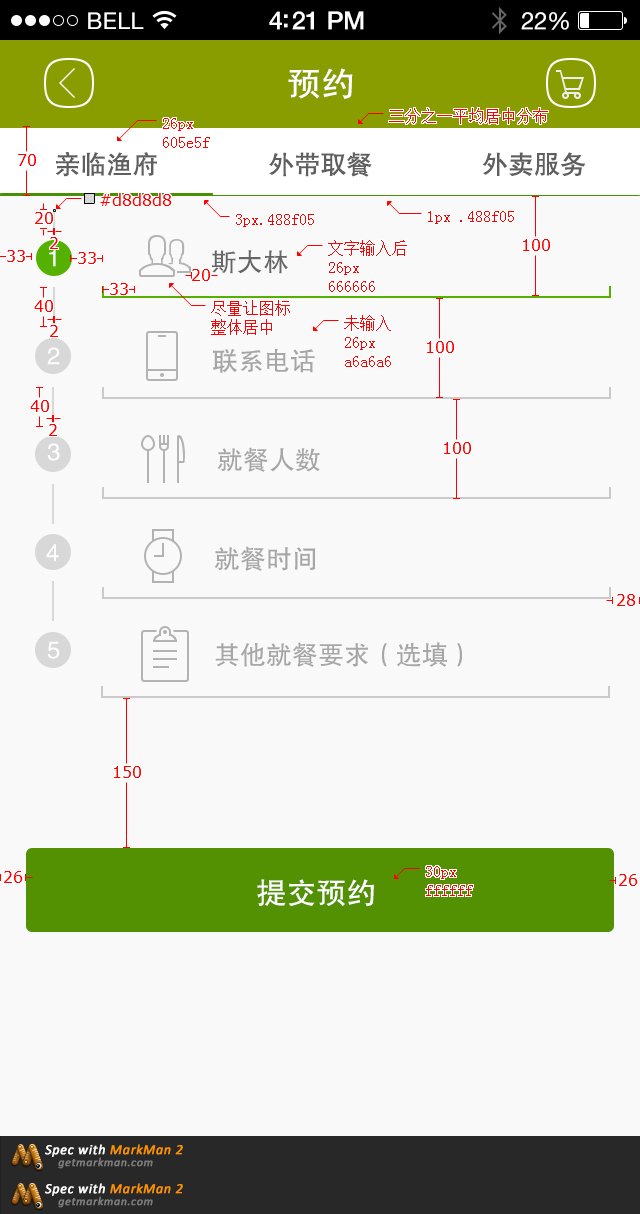 BELL 4:21 PM 22%
预约
三分之一平均居中分布
26px
605e5f
70
亲临渔府 外带取餐 外卖服务
#d8d8d8
20
3px.488f05
1px .488f05
2
100
33
1
33
20
斯大林
文字输入后
26px
666666
33
40
尽量让图标
整体居中
未输入
26px
a6a6a6
2
2
联系电话
100
40
2
3
就餐人数
100
4
就餐时间
28
5
其他就餐要求（选填）
150
26
提交预约
30px
ffffff
26
Spec with MarkMan 2
getmarkman.com
Spec with MarkMan 2
getmarkman.com